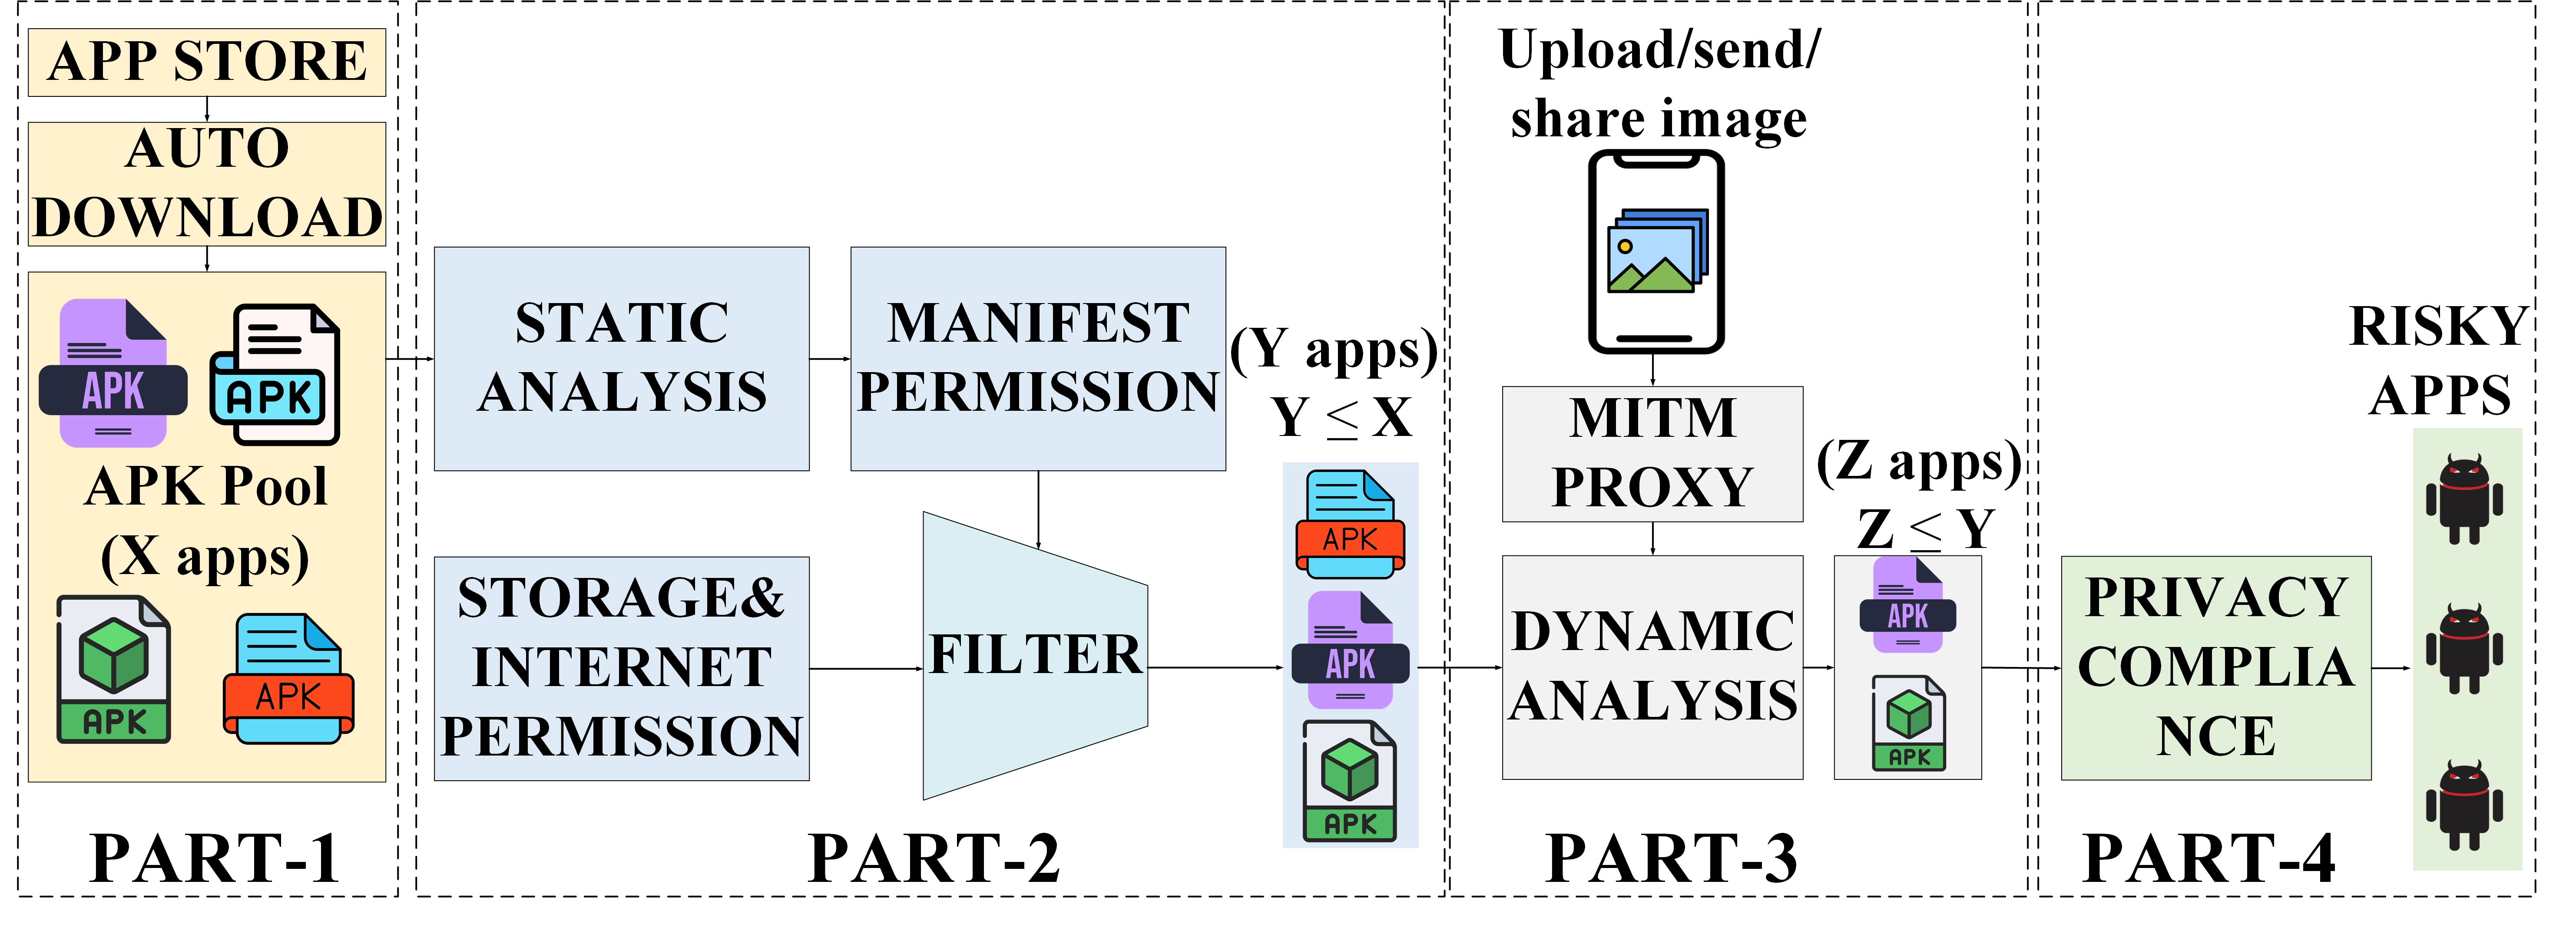 APP STORE
AUTO
DOWNLOAD
APK
APK
APK Pool
(X apps)
APK
APK
PART-1
STATIC
ANALYSIS
MANIFEST
PERMISSION
STORAGE&
INTERNET
PERMISSION
FILTER
(Y apps)
Y ≤ X
APK
APK
APK
PART-2
Upload/send/
share image
MITM
PROXY
DYNAMIC
ANALYSIS
(Z apps)
Z ≤ Y
APK
APK
PART-3
PRIVACY
COMPLIA
NCE
RISKY
APPS
PART-4